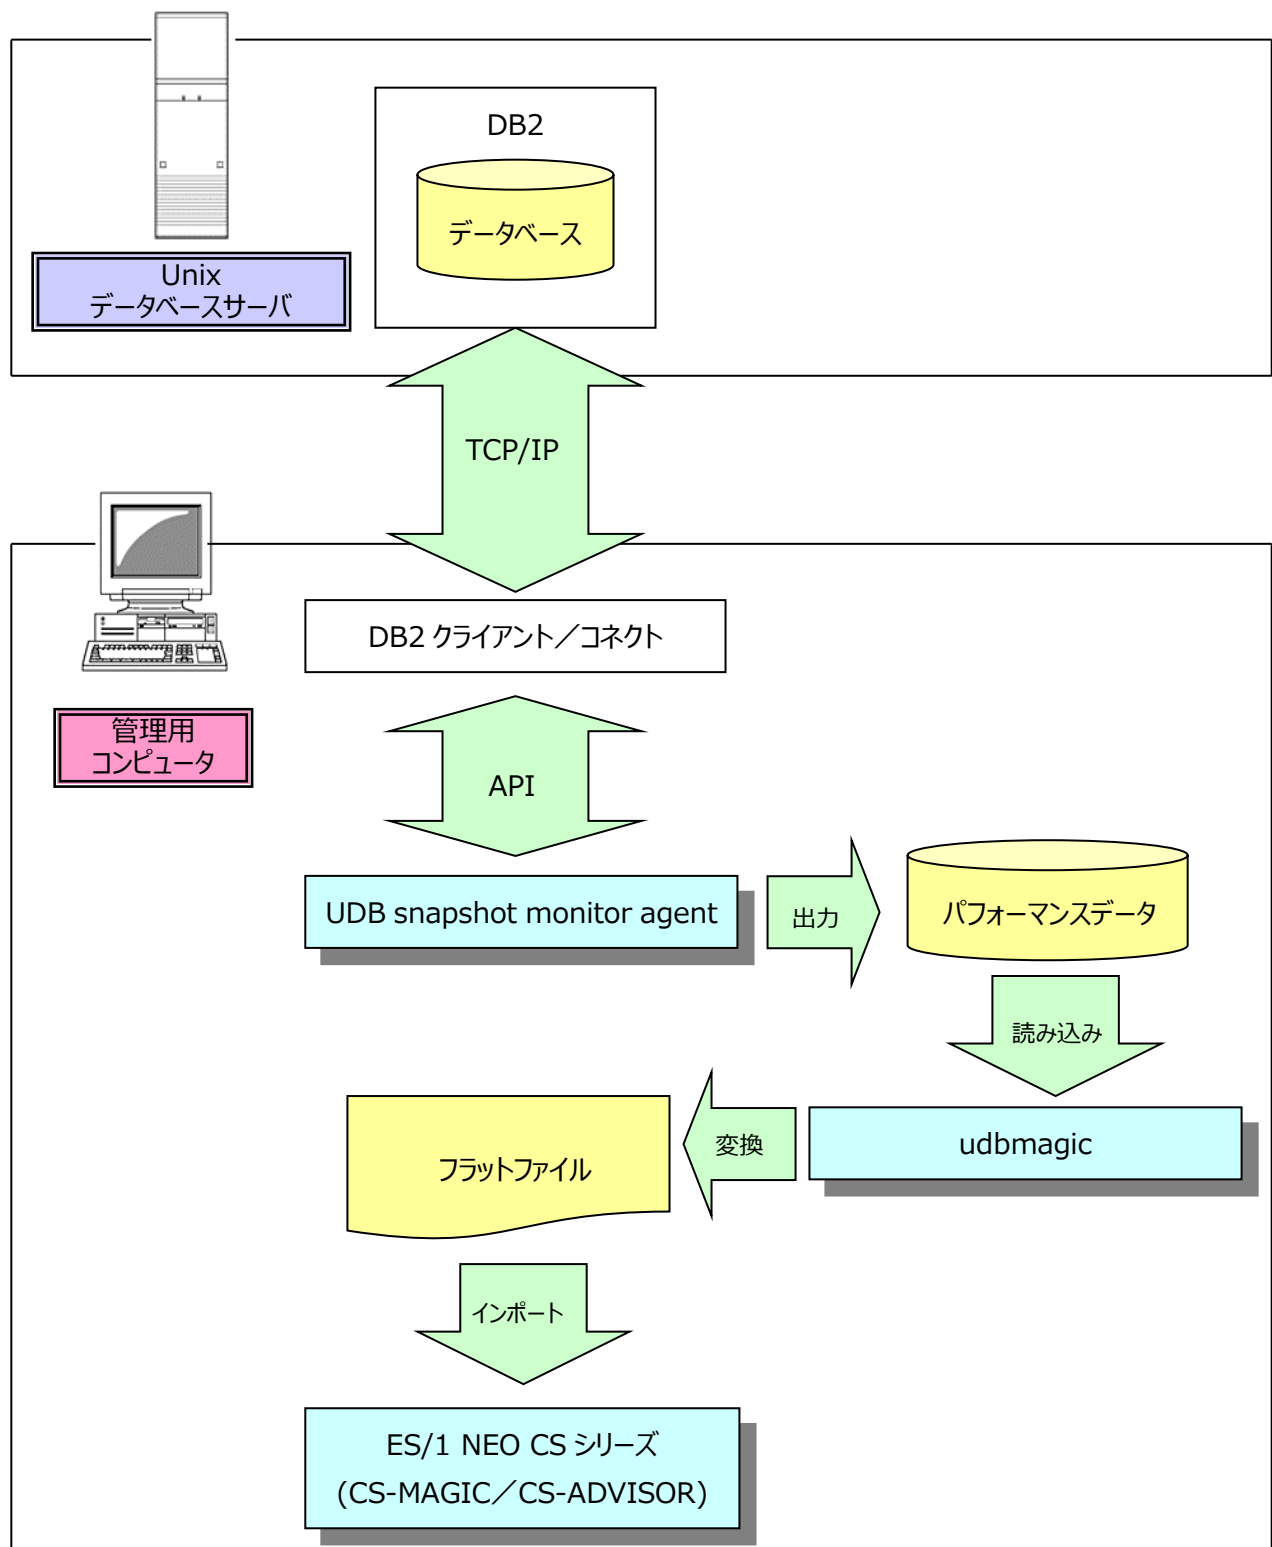 DB2
データベース
Unix
データベースサーバ
TCP/IP
DB2 クライアント／コネクト
管理用
コンピュータ
API
UDB snapshot monitor agent
出力
パフォーマンスデータ
読み込み
udbmagic
変換
フラットファイル
インポート
ES/1 NEO CS シリーズ
(CS-MAGIC／CS-ADVISOR)